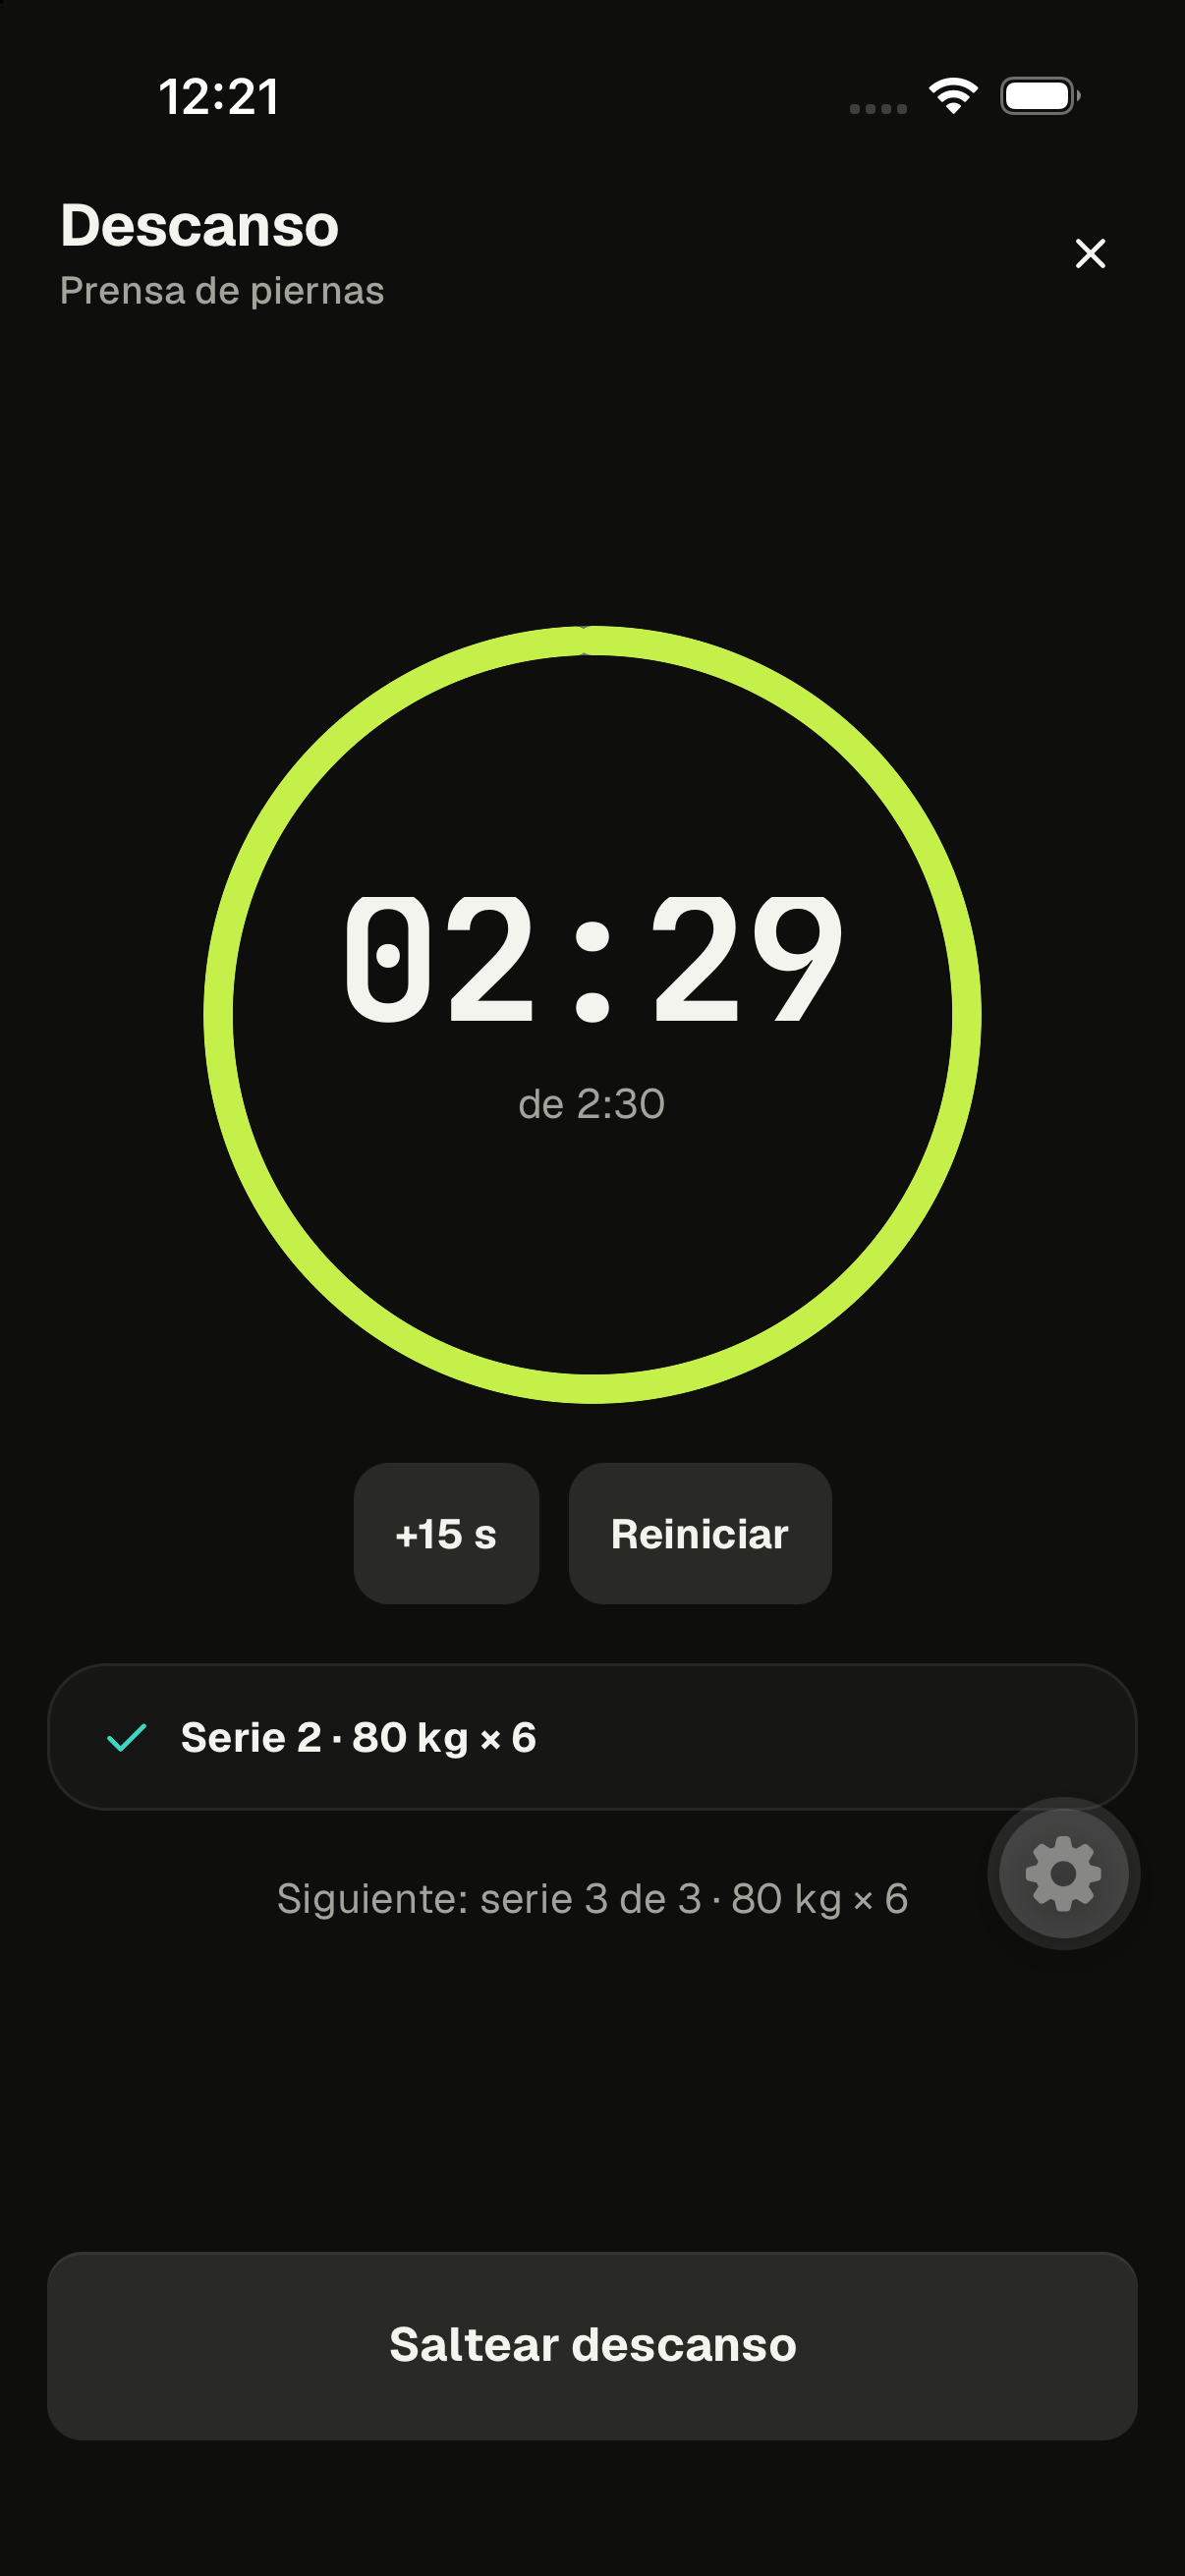 12:21
Descanso
Prensa de piernas
02:29
de 2:30
+15 s
Reiniciar
Serie 2 · 80 kg × 6
Siguiente: serie 3 de 3 · 80 kg × 6
Saltear descanso